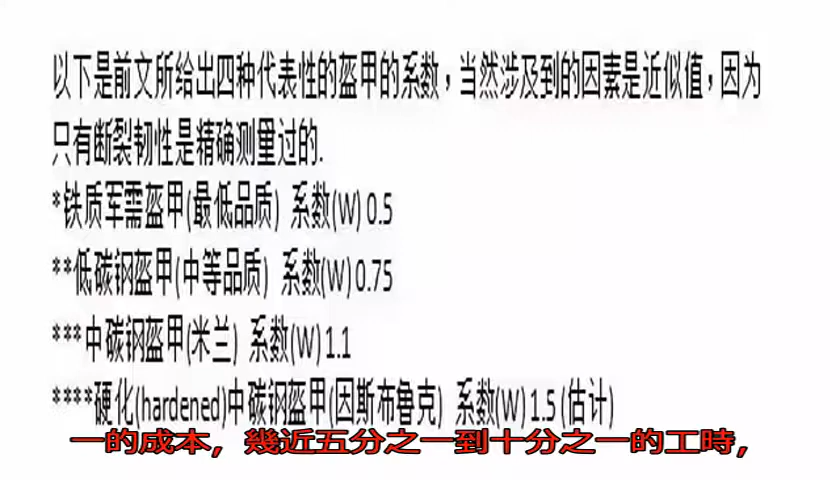 以下是前文所给出四种代表性的盔甲的系数，当然涉及到的因素是近似值，因为
只有断裂韧性是精确测量过的.
*铁质军需盔甲(最低品质) 系数(W) 0.5
**低碳钢盔甲(中等品质) 系数(W) 0.75
***中碳钢盔甲(米兰) 系数(W) 1.1
****硬化(hardened)中碳钢盔甲(因斯布鲁克) 系数(W) 1.5 (估计)
一的成本，幾近五分之一到十分之一的工時，